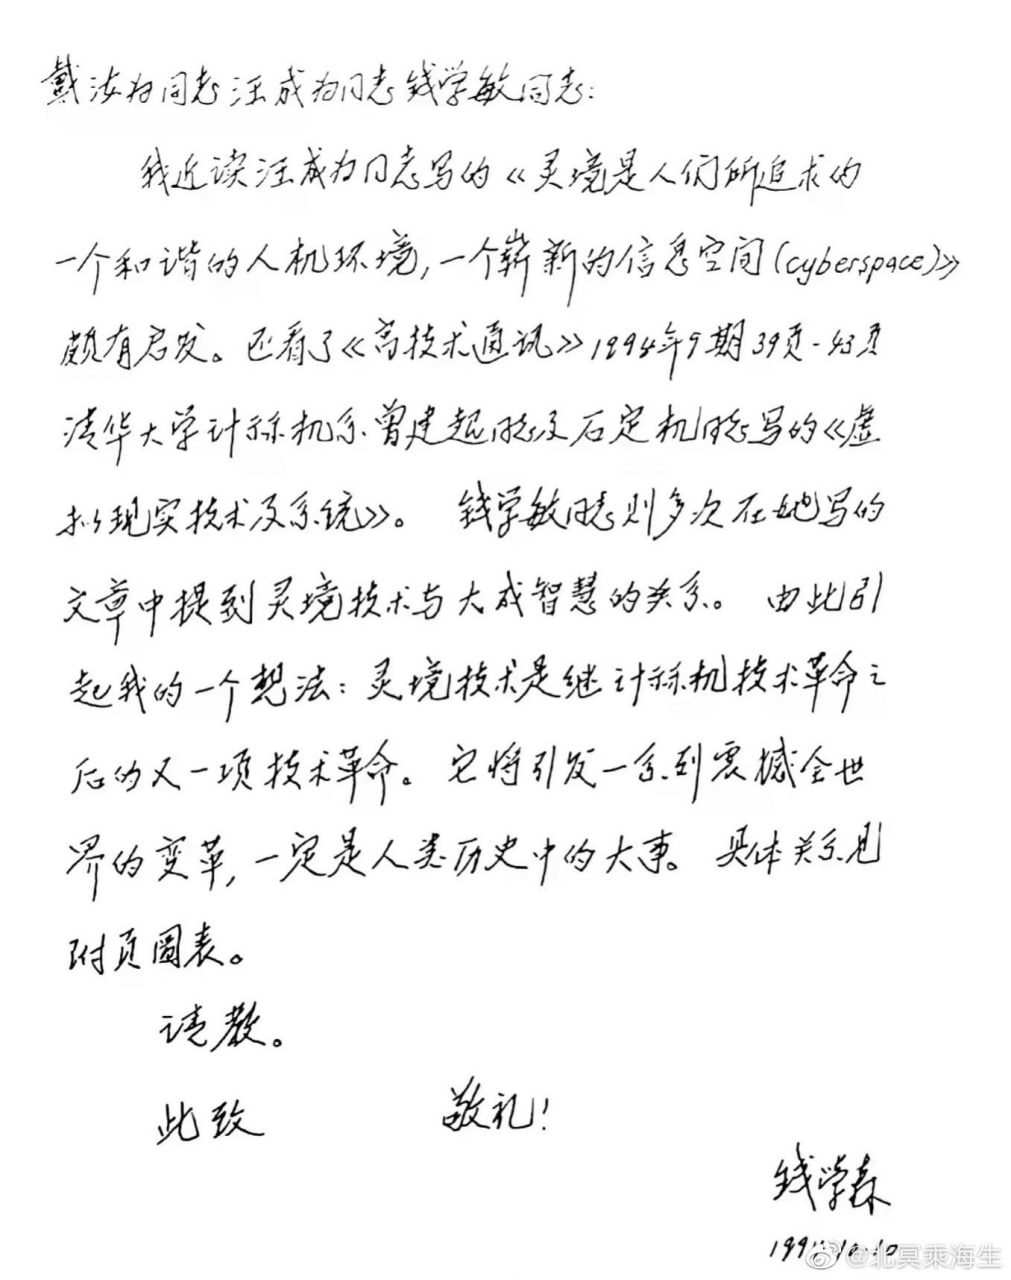 戴汝为同志汪成为同志钱学敏同志：
我近读汪成为同志写的《灵境是人们所追求的
一个和谐的人机环境，一个崭新的信息空间(cyberspace)》
颇有启发。还看了《高技术通讯》1994年9期39页-43页
清华大学计祘机系曾建超同志及石定机同志写的《虚
拟现实技术及系统》。 钱学敏同志则多次在她写的
文章中提到灵境技术与大成智慧的关系。 由此引
起我的一个想法：灵境技术是继计祘机技术革命之
后的又一项技术革命。它将引发一系列震撼全世
界的变革，一定是人类历史中的大事。具体关系见
附页圖表。
请教。
此致 敬礼！
钱学森
1994.10.10
@北冥乘海生